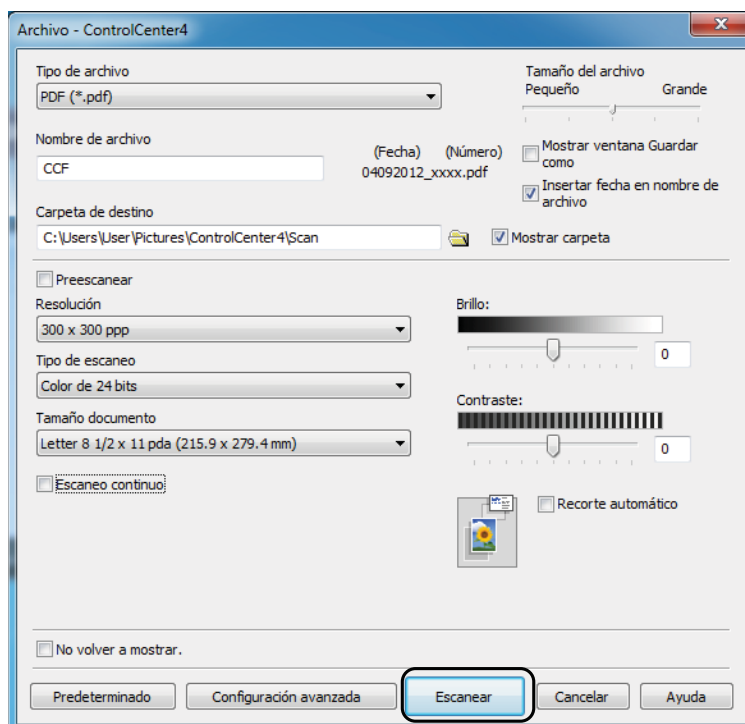 Archivo - ControlCenter4
Tipo de archivo
PDF (*.pdf)
Tamaño del archivo
Pequeño Grande
Nombre de archivo
CCF
(Fecha) (Número)
04092012_xxxx.pdf
Mostrar ventana Guardar
como
Insertar fecha en nombre de
archivo
Carpeta de destino
C:\Users\User\Pictures\ControlCenter4\Scan
Mostrar carpeta
Preescanear
Resolución
300 x 300 ppp
Tipo de escaneo
Color de 24 bits
Tamaño documento
Letter 8 1/2 x 11 pda (215.9 x 279.4 mm)
Escaneo continuo
Brillo:
0
Contraste:
0
Recorte automático
No volver a mostrar.
Predeterminado Configuración avanzada Escanear Cancelar Ayuda